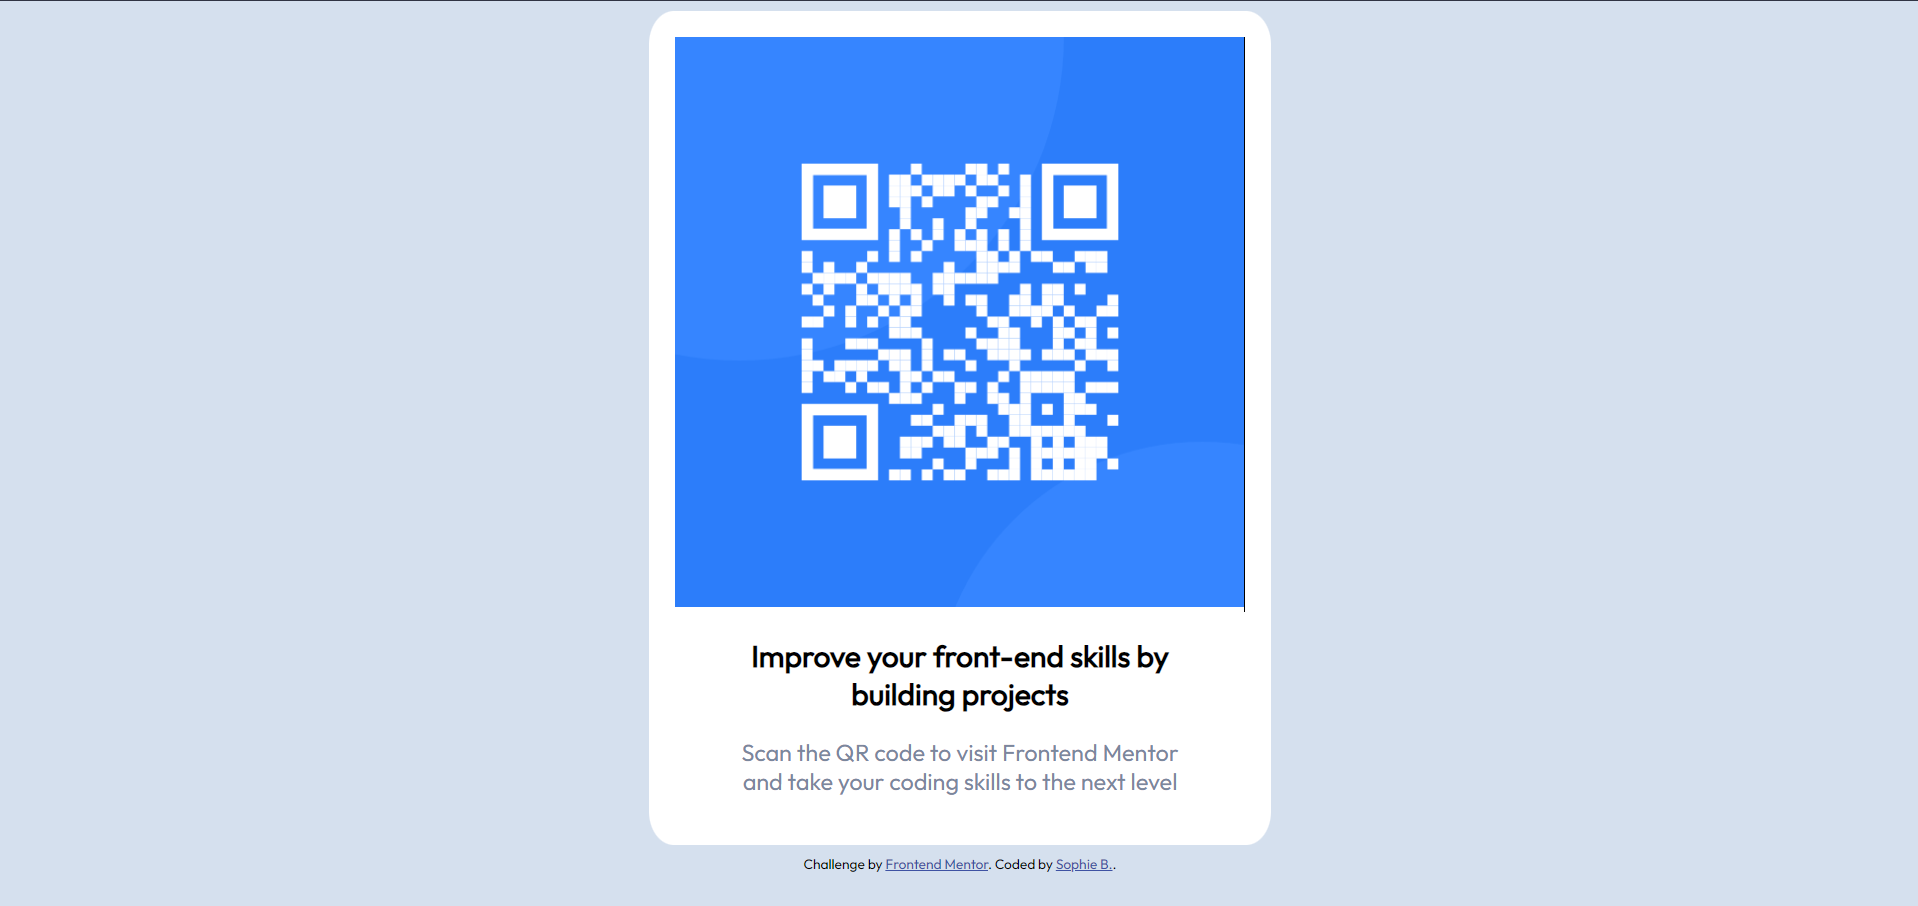 Improve your front-end skills by
building projects
Scan the QR code to visit Frontend Mentor
and take your coding skills to the next level
Challenge by Frontend Mentor. Coded by Sophie B..